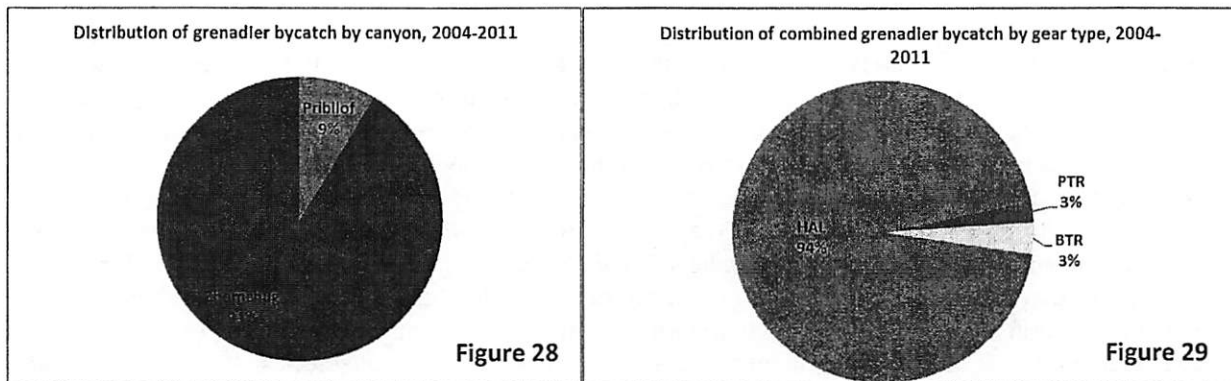 Distribution of grenadier bycatch by canyon, 2004-2011
Pribilof
9%
Figure 28
Distribution of combined grenadier bycatch by gear type, 2004-
2011
PTR
3%
HAL
94%
BTR
3%
Figure 29